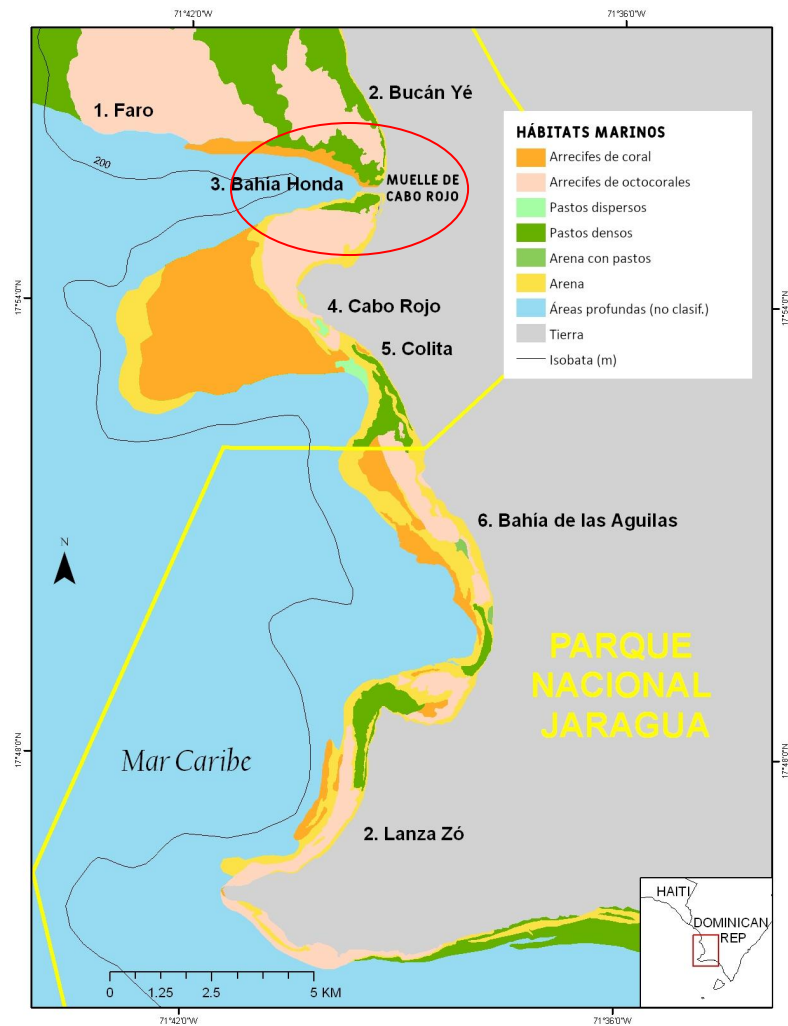 71°42'0"W
71°36'0"W
2. Bucán Yé
1. Faro
200
3. Bahía Honda
MUELLE DE
CABO ROJO
HÁBITATS MARINOS
Arrecifes de coral
Arrecifes de octocorales
Pastos dispersos
Pastos densos
Arena con pastos
Arena
Áreas profundas (no clasif.)
Tierra
Isobata (m)
17°54'0"N
17°54'0"N
4. Cabo Rojo
5. Colita
6. Bahía de las Aguilas
N
PARQUE
NACIONAL
JARAGUA
17°48'0"N
17°48'0"N
Mar Caribe
2. Lanza Zó
HAITI
DOMINICAN
REP
0 1.25 2.5 5 KM
71°42'0"W
71°36'0"W